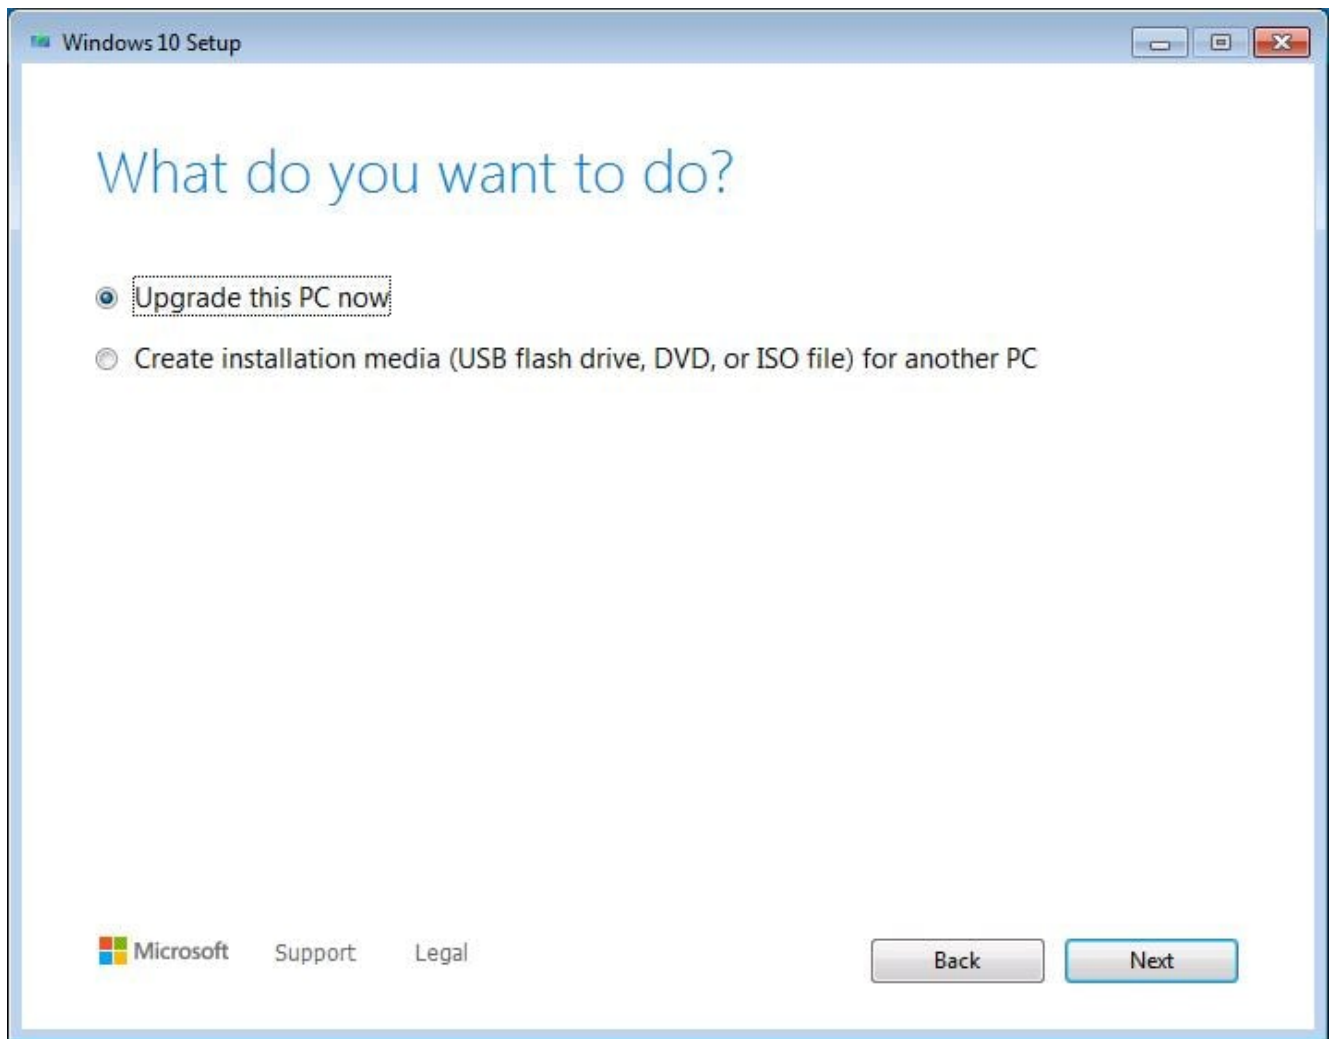 Windows 10 Setup
What do you want to do?
Upgrade this PC now
Create installation media (USB flash drive, DVD, or ISO file) for another PC
Microsoft Support Legal Back Next